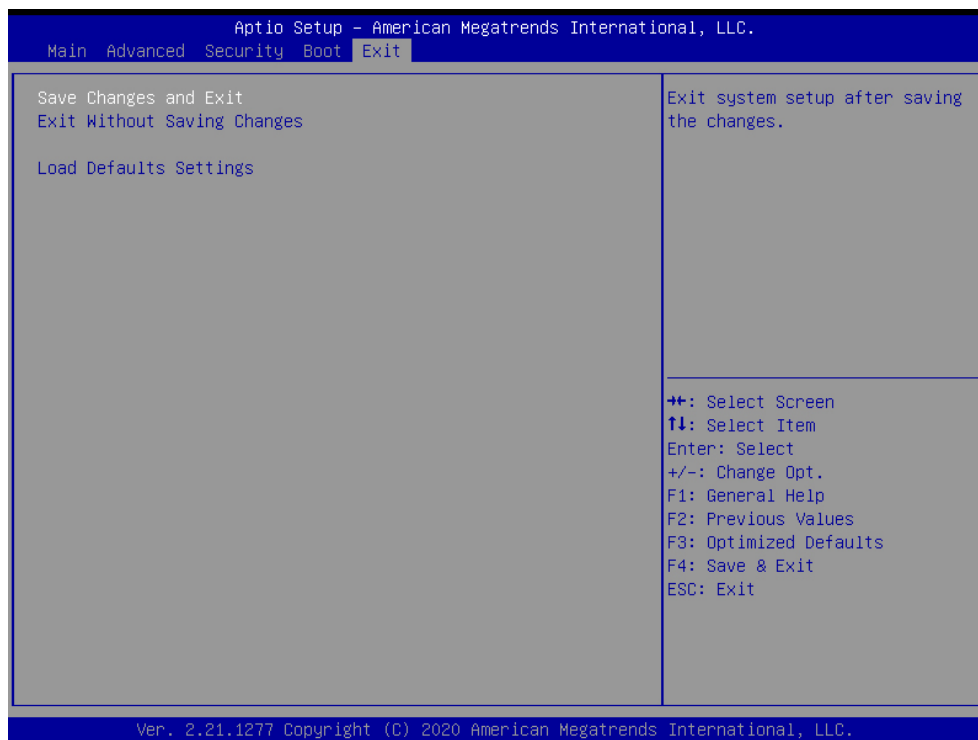 Aptio Setup – American Megatrends International, LLC.
Main Advanced Security Boot Exit
Save Changes and Exit
Exit Without Saving Changes
Load Defaults Settings
Exit system setup after saving
the changes.
→←: Select Screen
↑↓: Select Item
Enter: Select
+/-: Change Opt.
F1: General Help
F2: Previous Values
F3: Optimized Defaults
F4: Save & Exit
ESC: Exit
Ver. 2.21.1277 Copyright (C) 2020 American Megatrends International, LLC.